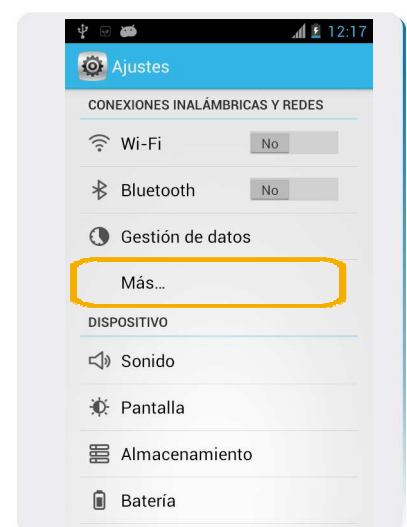 12:17
Ajustes
CONEXIONES INALÁMBRICAS Y REDES
Wi-Fi No
Bluetooth No
Gestión de datos
Más...
DISPOSITIVO
Sonido
Pantalla
Almacenamiento
Batería